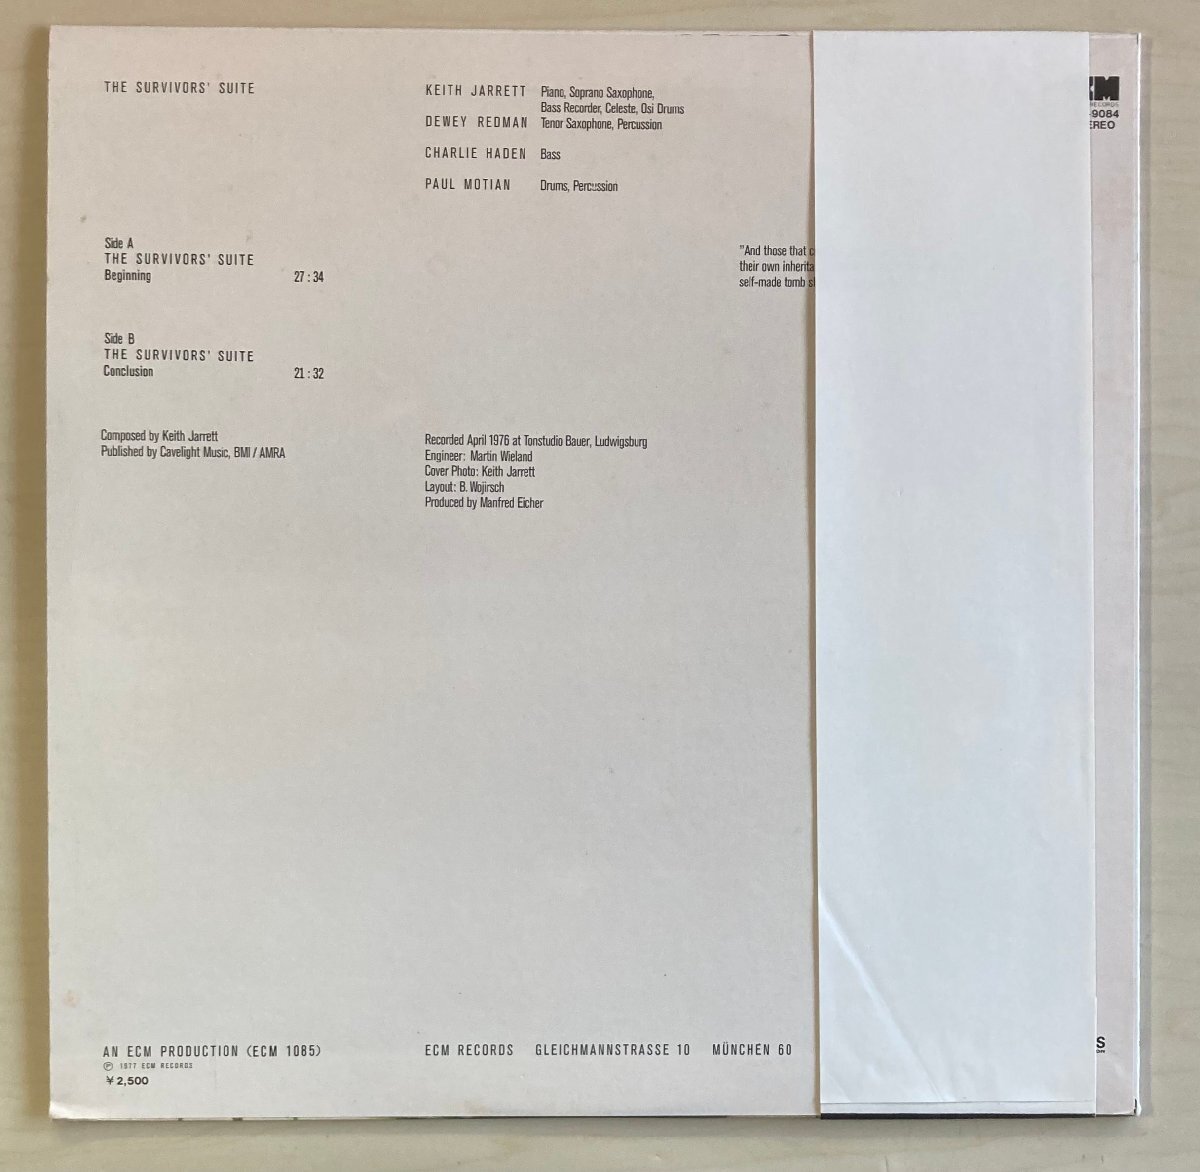 THE SURVIVORS' SUITE
KEITH JARRETT Piano, Soprano Saxophone,
Bass Recorder, Celeste, Osi Drums
DEWEY REDMAN Tenor Saxophone, Percussion
CHARLIE HADEN Bass
PAUL MOTIAN Drums, Percussion
9084
Side A
THE SURVIVORS' SUITE
Beginning 27:34
"And those that
their own
self-made tomb
Side B
THE SURVIVORS' SUITE
Conclusion 21:32
Composed by Keith Jarrett
Published by Cavelight Music, BMI / AMRA
Recorded April 1976 at Tonstudio Bauer, Ludwigsburg
Engineer: Martin Wieland
Cover Photo: Keith Jarrett
Layout: B. Wojirsch
Produced by Manfred Eicher
AN ECM PRODUCTION (ECM 1085)
Ⓟ 1977 ECM RECORDS
¥2,500
ECM RECORDS GLEICHMANNSTRASSE 10 MÜNCHEN 60